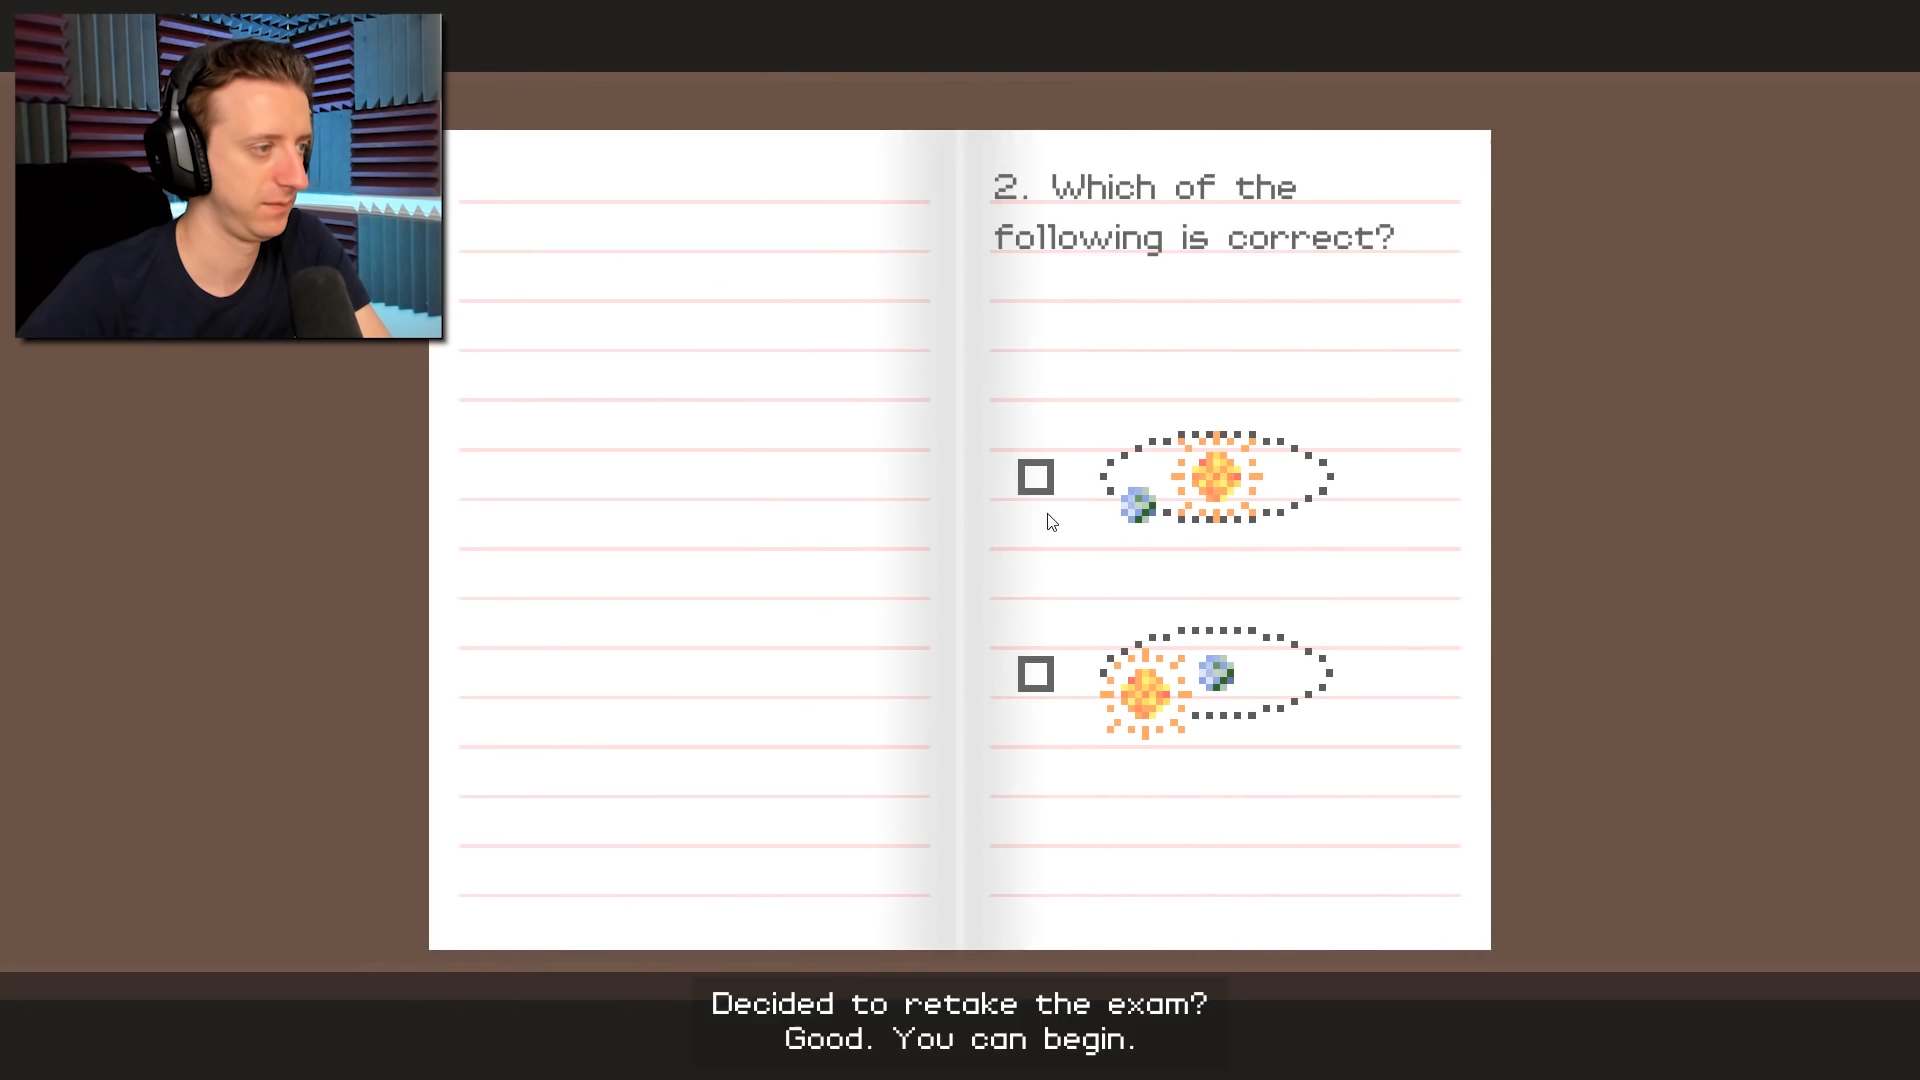 2. Which of the
following is correct?
Decided to retake the exam?
Good. You can begin.